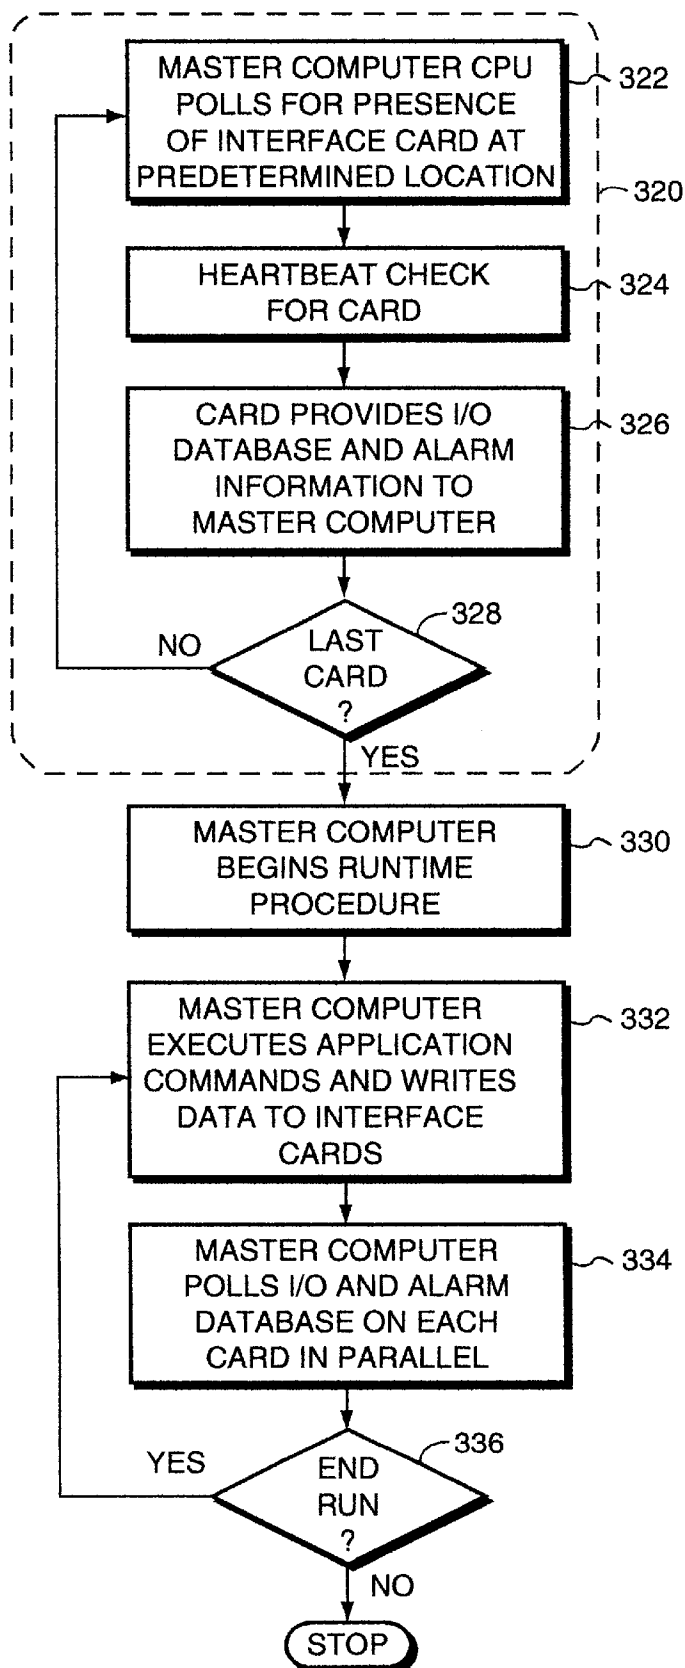 MASTER COMPUTER CPU
POLLS FOR PRESENCE
OF INTERFACE CARD AT
PREDETERMINED LOCATION
322
320
HEARTBEAT CHECK
FOR CARD
324
CARD PROVIDES I/O
DATABASE AND ALARM
INFORMATION TO
MASTER COMPUTER
326
LAST
CARD
?
328
NO
YES
MASTER COMPUTER
BEGINS RUNTIME
PROCEDURE
330
MASTER COMPUTER
EXECUTES APPLICATION
COMMANDS AND WRITES
DATA TO INTERFACE
CARDS
332
MASTER COMPUTER
POLLS I/O AND ALARM
DATABASE ON EACH
CARD IN PARALLEL
334
END
RUN
?
336
YES
NO
STOP